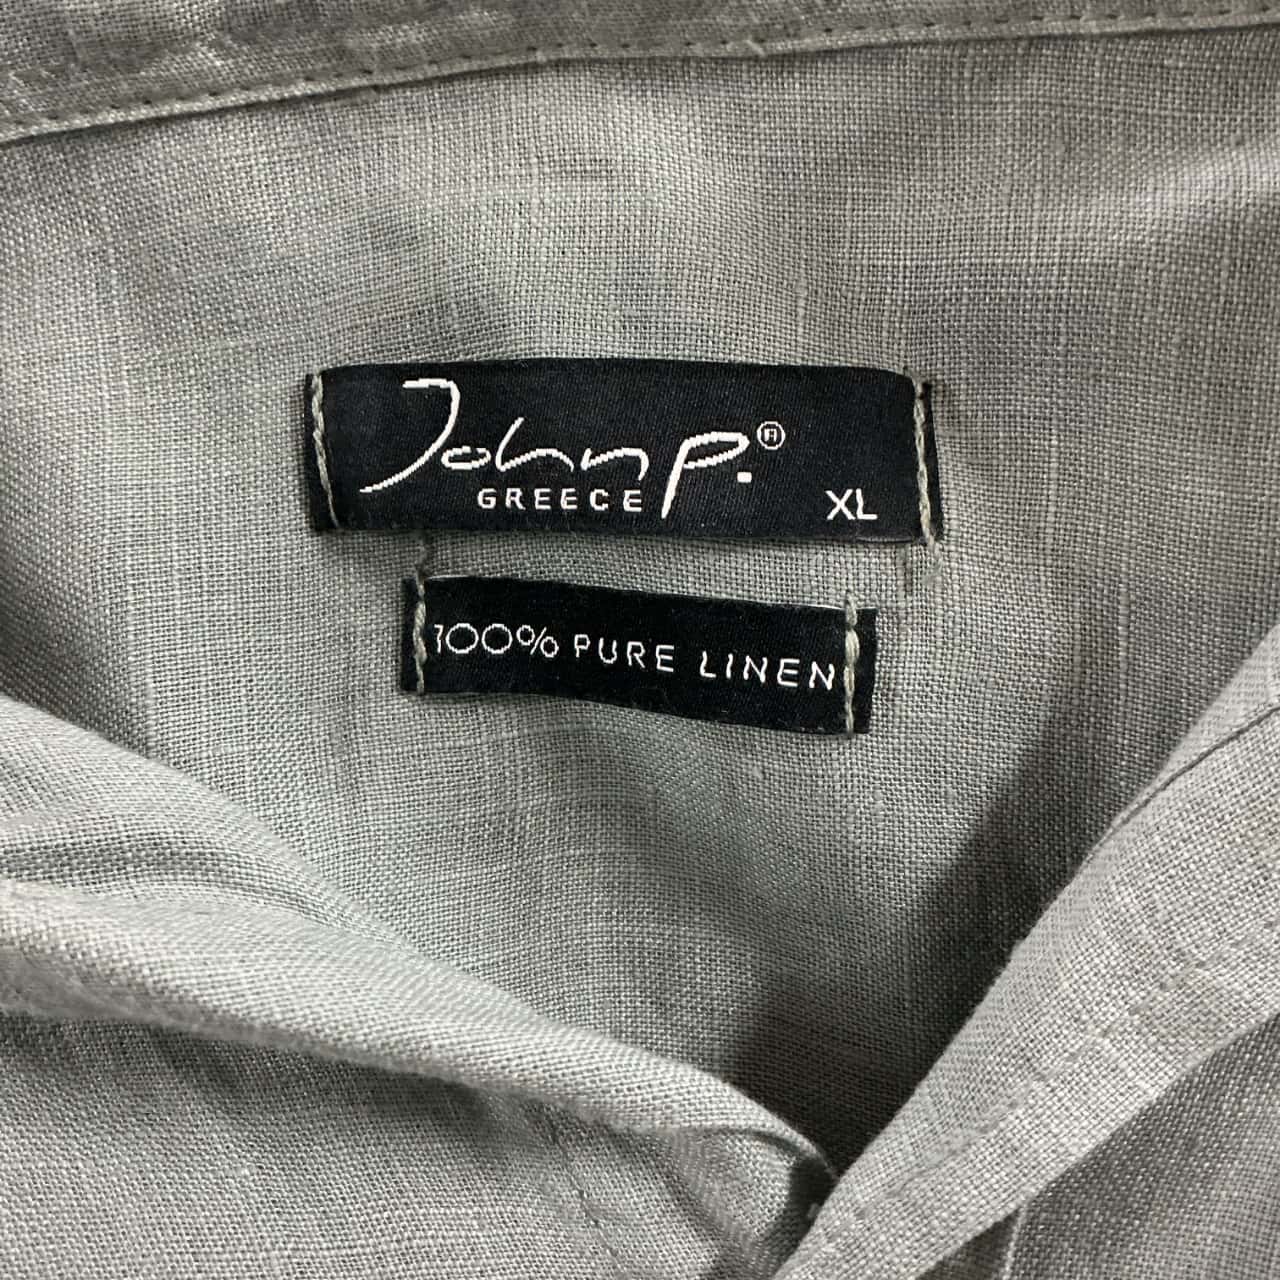 John P.®
GREECE
XL
100% PURE LINEN